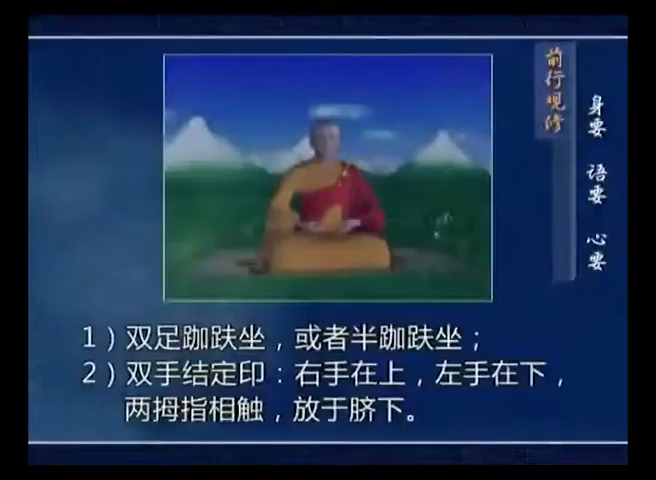 前行观修
身要 语要 心要
1）双足跏趺坐，或者半跏趺坐；
2）双手结定印：右手在上，左手在下，
两拇指相触，放于脐下。